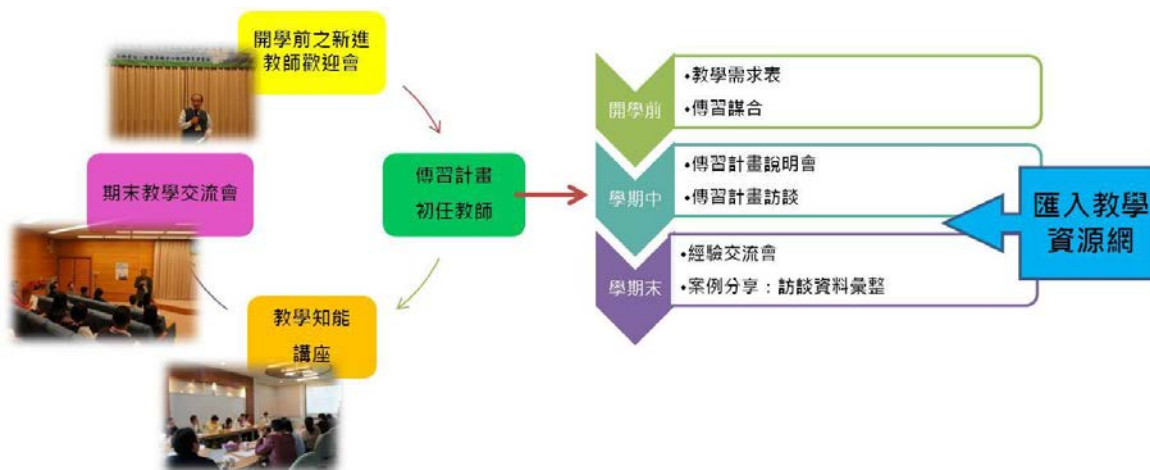 開學前之新進
教師歡迎會
傳習計畫
初任教師
教學知能
講座
期末教學交流會
開學前
•教學需求表
•傳習謀合
學期中
•傳習計畫說明會
•傳習計畫訪談
學期末
•經驗交流會
•案例分享：訪談資料彙整
匯入教學
資源網